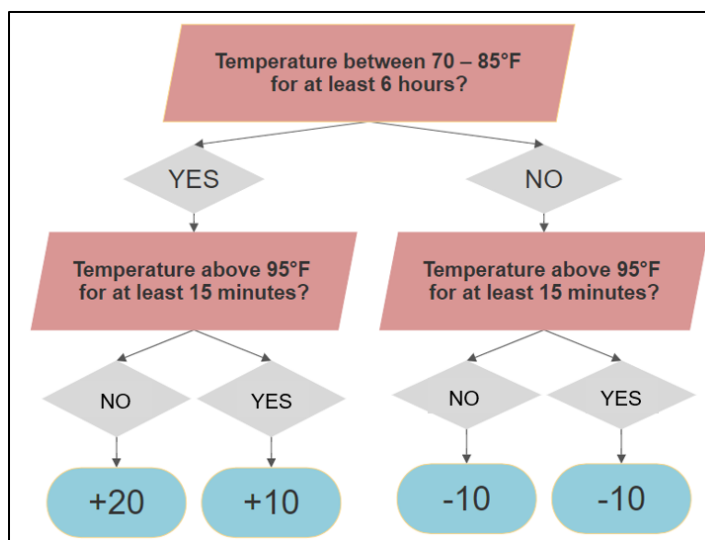 Temperature between 70 – 85°F
for at least 6 hours?
YES
NO
Temperature above 95°F
for at least 15 minutes?
Temperature above 95°F
for at least 15 minutes?
NO
YES
NO
YES
+20
+10
-10
-10